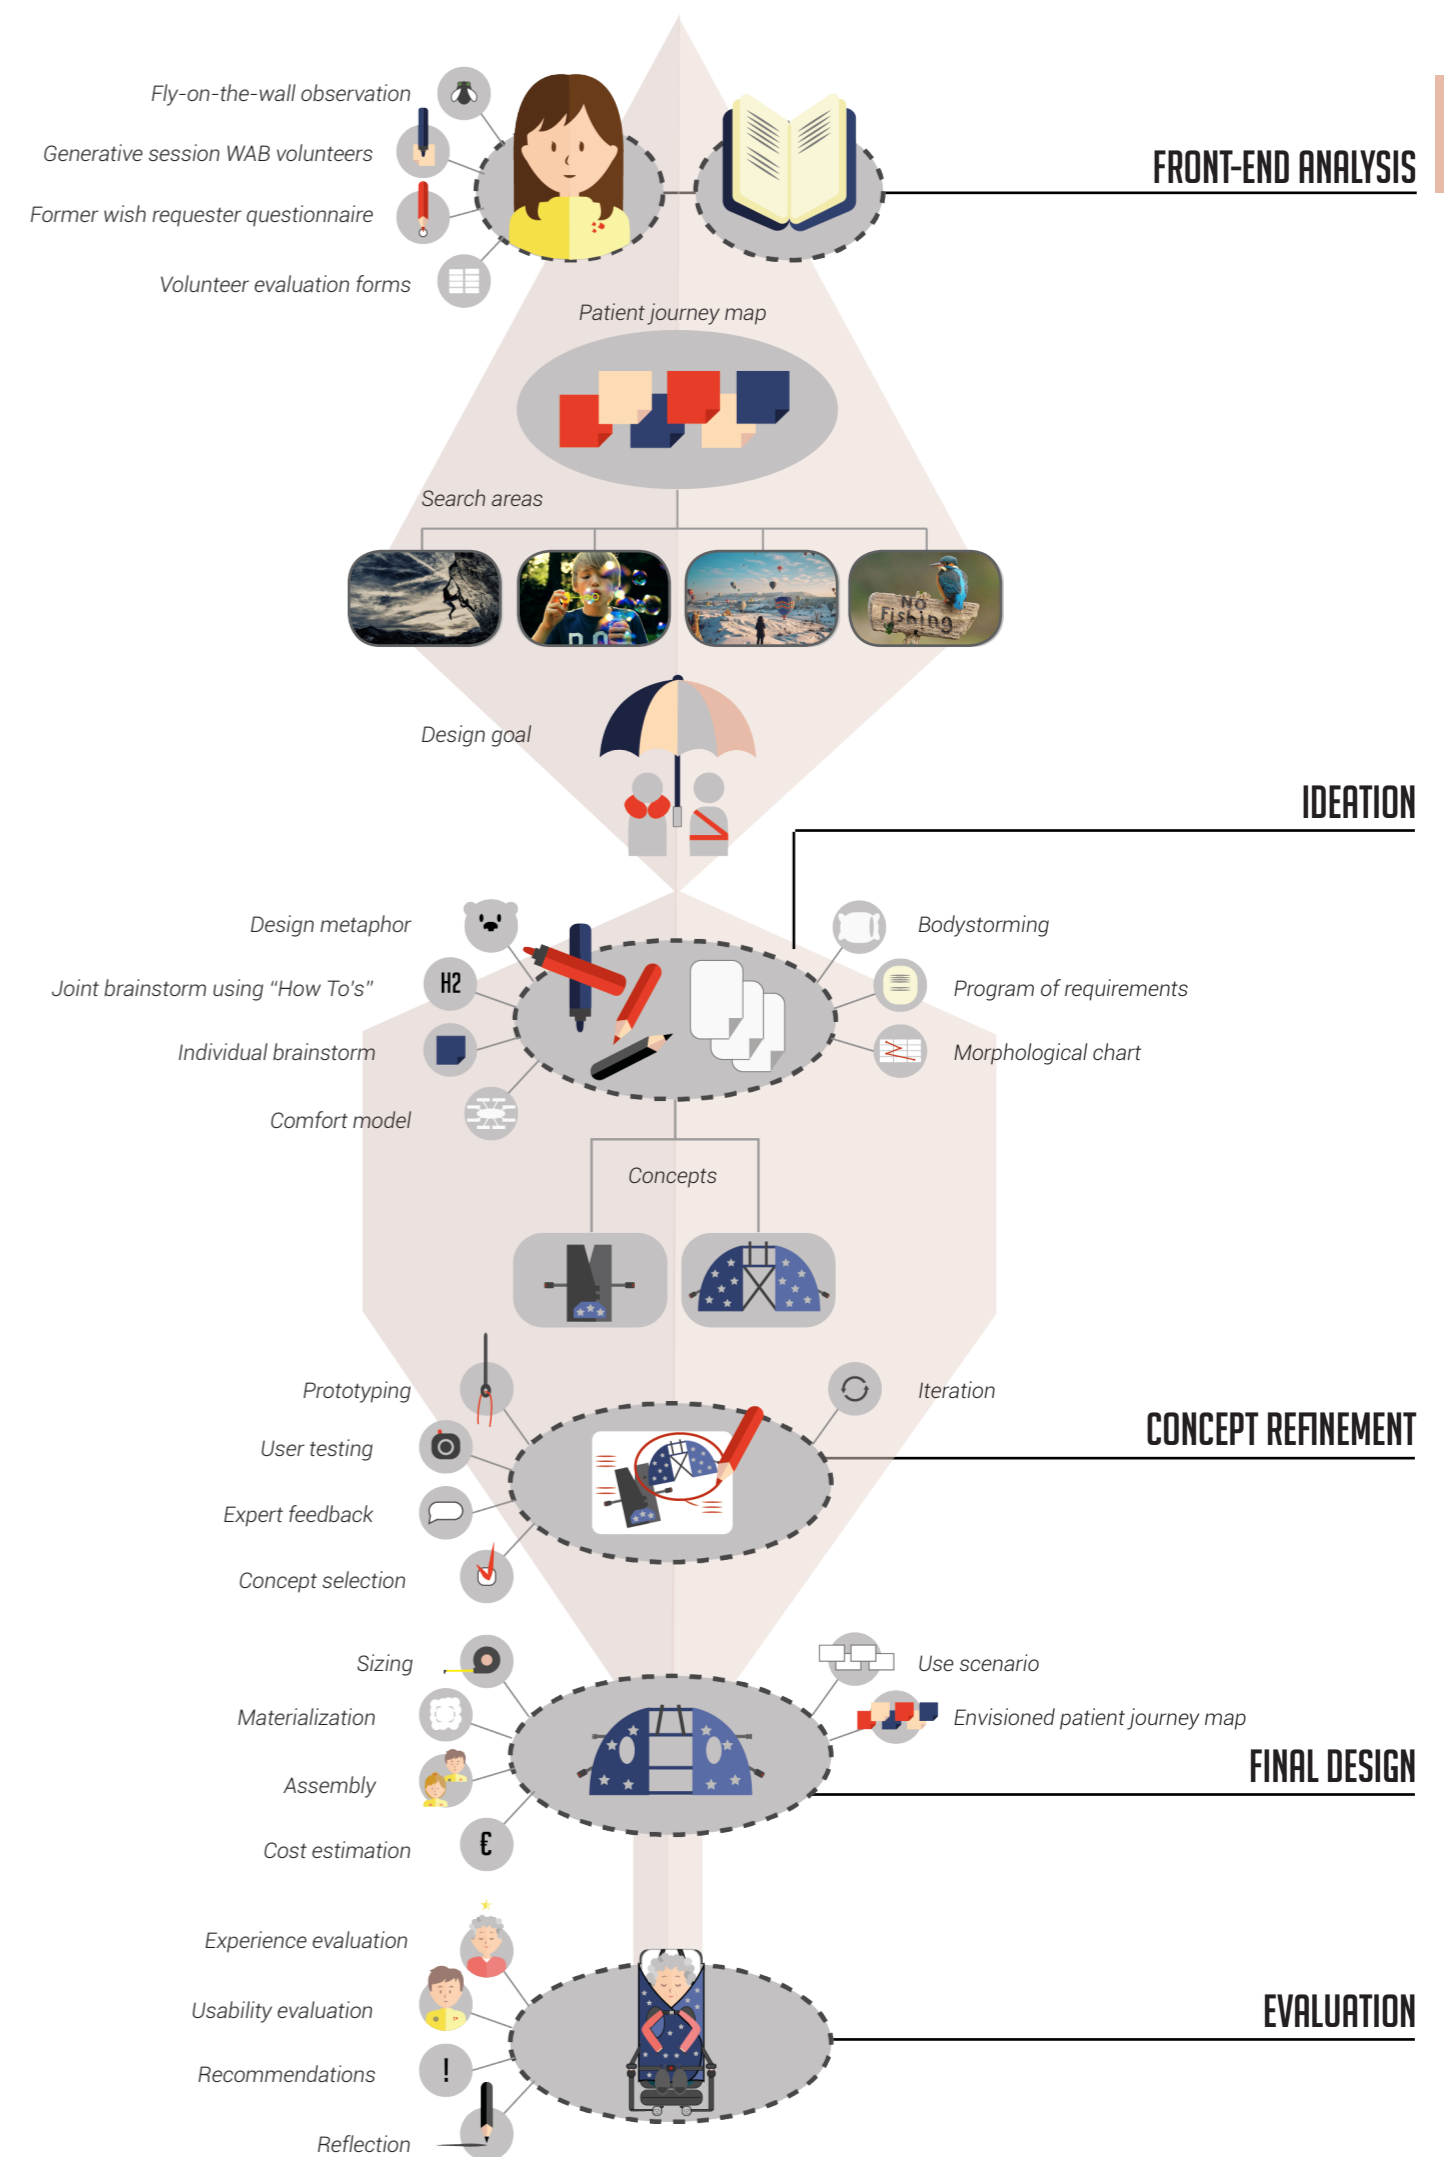 Fly-on-the-wall observation
Generative session WAB volunteers
FRONT-END ANALYSIS
Former wish requester questionnaire
Volunteer evaluation forms
Patient journey map
Search areas
NO
Fishing
Design goal
IDEATION
Design metaphor
Bodystorming
Joint brainstorm using “How To's”
H2
Program of requirements
Individual brainstorm
Morphological chart
Comfort model
Concepts
Prototyping
Iteration
CONCEPT REFINEMENT
User testing
Expert feedback
Concept selection
Sizing
Use scenario
Materialization
Envisioned patient journey map
FINAL DESIGN
Assembly
Cost estimation
€
Experience evaluation
Usability evaluation
EVALUATION
Recommendations
!
Reflection